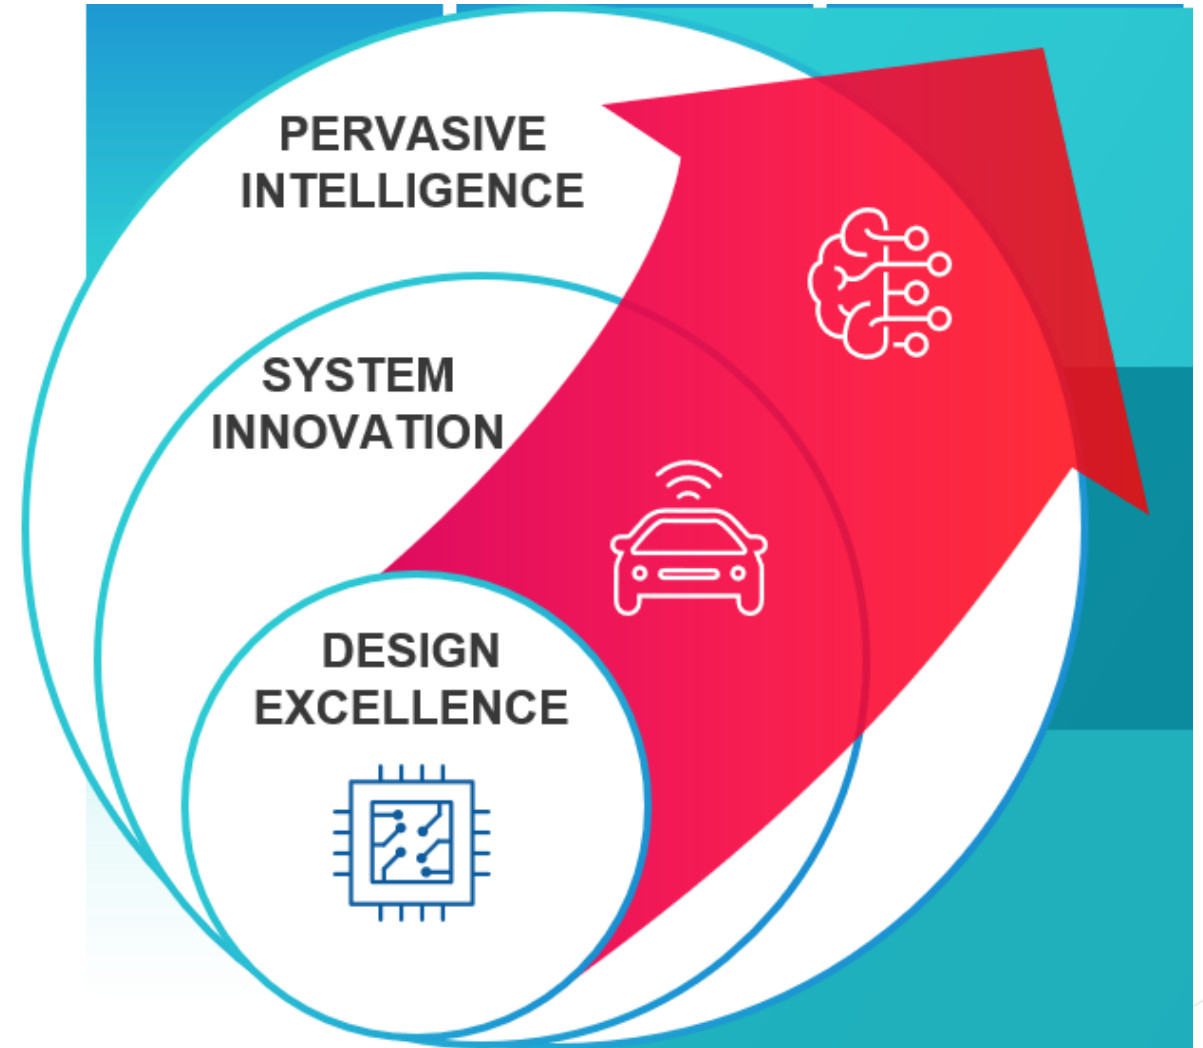 PERVASIVE
INTELLIGENCE
SYSTEM
INNOVATION
DESIGN
EXCELLENCE